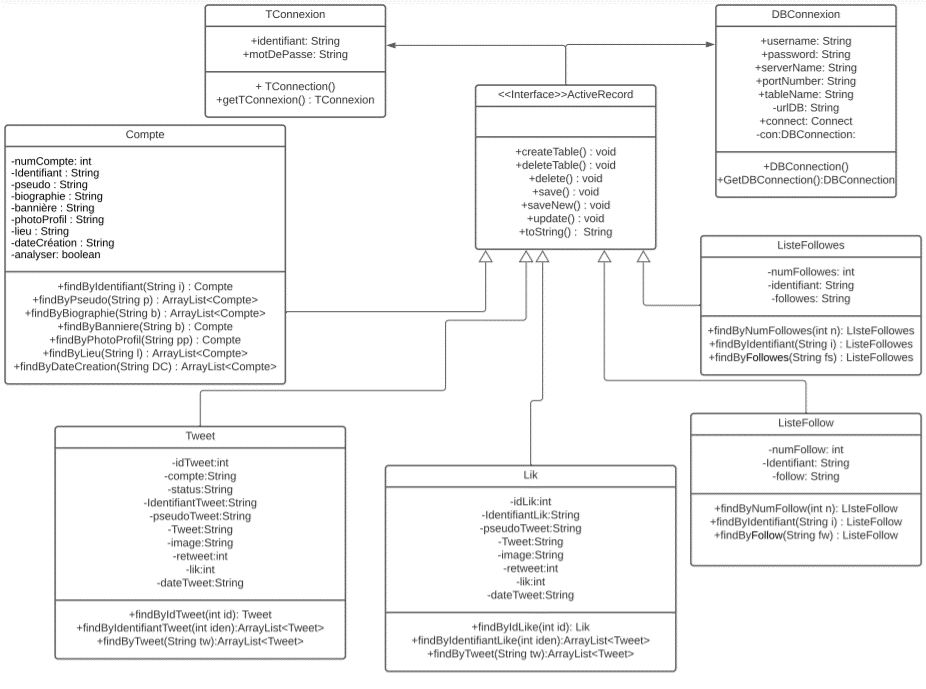 TConnexion
+identifiant: String
+motDePasse: String
+ TConnection()
+getTConnexion() : TConnexion
DBConnexion
+username: String
+password: String
+serverName: String
+portNumber: String
+tableName: String
-urlDB: String
+connect: Connect
-con:DBConnection:
+DBConnection()
+GetDBConnection():DBConnection
<<Interface>>ActiveRecord
+createTable() : void
+deleteTable() : void
+delete() : void
+save() : void
+saveNew() : void
+update() : void
+toString() : String
Compte
-numCompte: int
-Identifiant : String
-pseudo : String
-biographie : String
-bannière : String
-photoProfil : String
-lieu : String
-dateCréation : String
-analyser: boolean
+findByIdentifiant(String i) : Compte
+findByPseudo(String p) : ArrayList<Compte>
+findByBiographie(String b) : ArrayList<Compte>
+findByBanniere(String b) : Compte
+findByPhotoProfil(String pp) : Compte
+findByLieu(String l) : ArrayList<Compte>
+findByDateCreation(String DC) : ArrayList<Compte>
ListeFollowes
-numFollowes: int
-identifiant: String
-followes: String
+findByNumFollowes(int n): LIsteFollowes
+findByIdentifiant(String i) : ListeFollowes
+findByFollowes(String fs) : ListeFollowes
ListeFollow
-numFollow: int
-Identifiant: String
-follow: String
+findByNumFollow(int n): LIsteFollow
+findByIdentifiant(String i) : ListeFollow
+findByFollow(String fw) : ListeFollow
Tweet
-idTweet:int
-compte:String
-status:String
-IdentifiantTweet:String
-pseudoTweet:String
-Tweet:String
-image:String
-retweet:int
-lik:int
-dateTweet:String
+findByIdTweet(int id): Tweet
+findByIdentifiantTweet(int iden):ArrayList<Tweet>
+findByTweet(String tw):ArrayList<Tweet>
Lik
-idLik:int
-IdentifiantLik:String
-pseudoTweet:String
-Tweet:String
-image:String
-retweet:int
-lik:int
-dateTweet:String
+findByIdLike(int id): Lik
+findByIdentifiantLike(int iden):ArrayList<Tweet>
+findByTweet(String tw):ArrayList<Tweet>